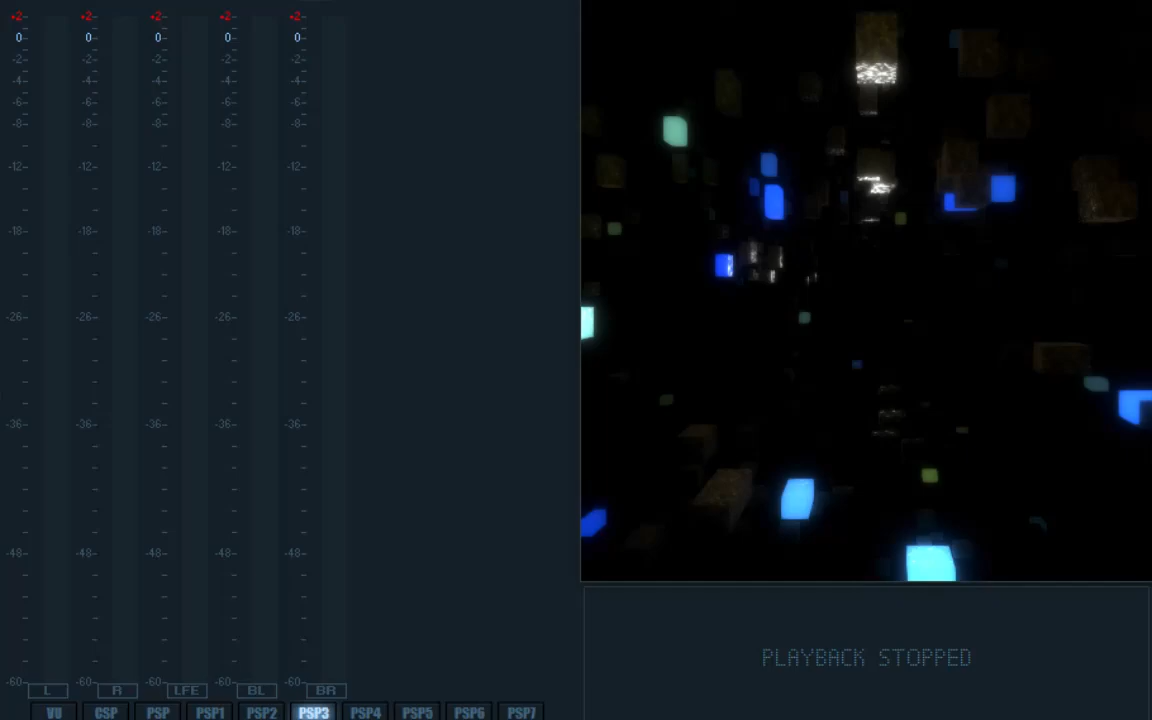 +2- +2- +2- +2- +2-
0- 0- 0- 0- 0-
-2- -2- -2- -2- -2-
-4- -4- -4- -4- -4-
-6- -6- -6- -6- -6-
-8- -8- -8- -8- -8-
-12- -12- -12- -12- -12-
-18- -18- -18- -18- -18-
-26- -26- -26- -26- -26-
-36- -36- -36- -36- -36-
-48- -48- -48- -48- -48-
-60- -60- -60- -60- -60-
L R LFE BL BR
VU CSP PSP PSP1 PSP2 PSP3 PSP4 PSP5 PSP6 PSP7
PLAYBACK STOPPED